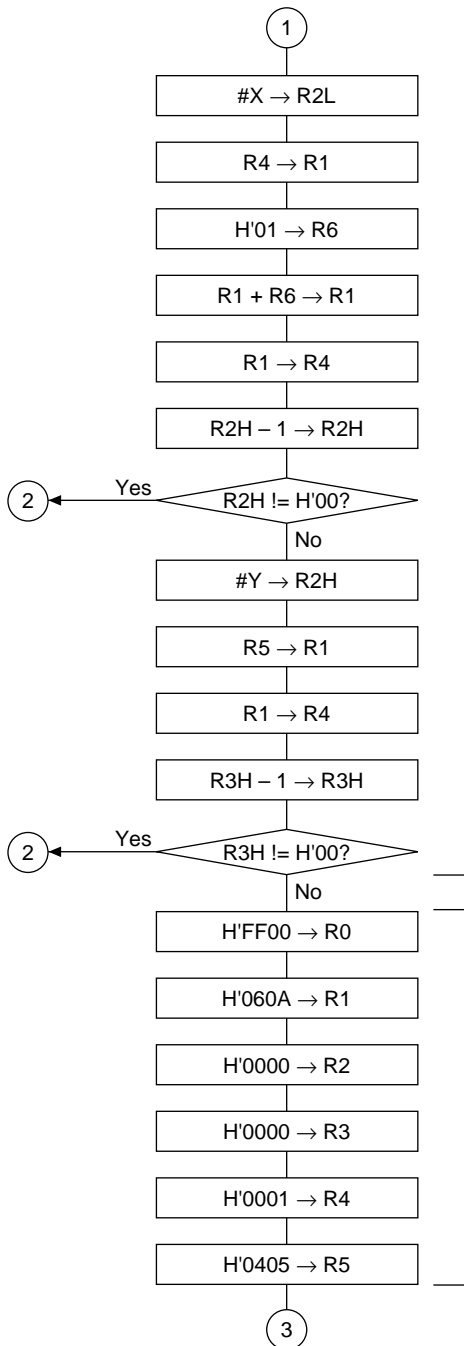 1
#X → R2L
R4 → R1
H'01 → R6
R1 + R6 → R1
R1 → R4
R2H – 1 → R2H
2
Yes
R2H != H'00?
No
#Y → R2H
R5 → R1
R1 → R4
R3H – 1 → R3H
2
Yes
R3H != H'00?
No
H'FF00 → R0
H'060A → R1
H'0000 → R2
H'0000 → R3
H'0001 → R4
H'0405 → R5
3